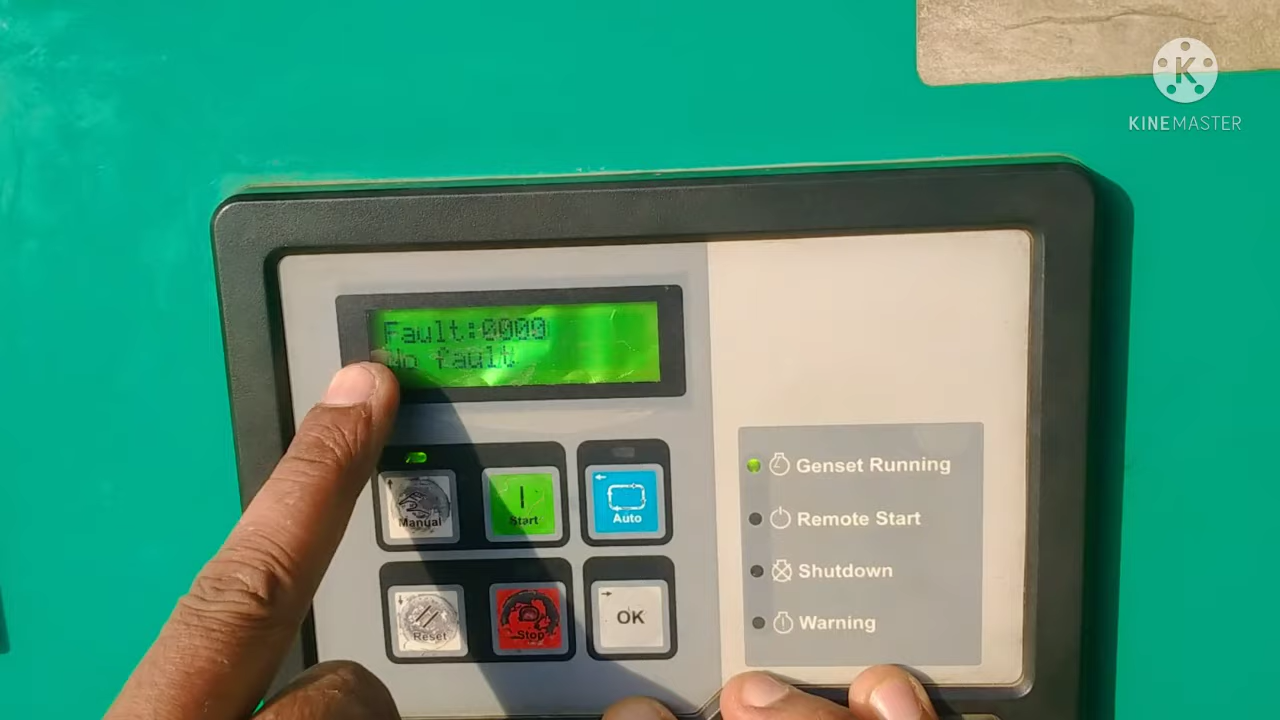 K
KINEMASTER
Fault:0000
No fault
Manual
Start
Auto
Reset
Stop
OK
Genset Running
Remote Start
Shutdown
Warning